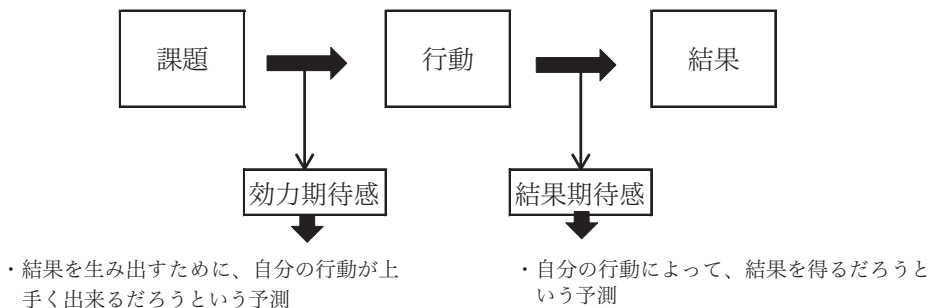 課題
行動
結果
効力期待感
結果期待感
・結果を生み出すために、自分の行動が上
手く出来るだろうという予測
・自分の行動によって、結果を得るだろうと
いう予測